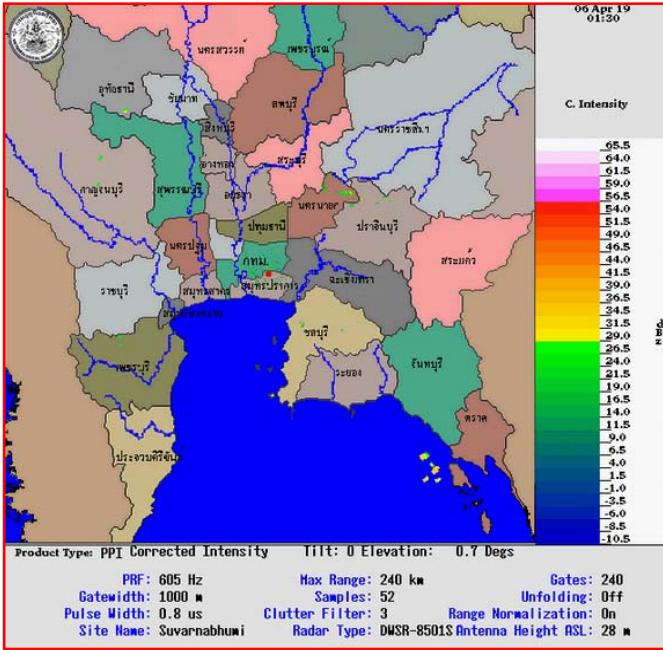 06 Apr 19
01:30
C. Intensity
65.5
64.0
61.5
59.0
56.5
54.0
51.5
49.0
46.5
44.0
41.5
39.0
36.5
34.0
31.5
29.0
26.5
24.0
21.5
19.0
16.5
14.0
11.5
9.0
6.5
4.0
1.5
-1.0
-3.5
-6.0
-8.5
-10.5
นครสวรรค์
เพชรบูรณ์
อุทัยธานี
ชัยนาท
ลพบุรี
สิงหบุรี
นครราชสีมา
อ่างทอง
สระบุรี
กาญจนบุรี
สุพรรณบุรี
อยุธยา
นครนายก
ปราจีนบุรี
ปทุมธานี
นครปฐม
กทม.
สระแก้ว
ราชบุรี
สมุทรสาคร
สมุทรปราการ
ฉะเชิงเทรา
ชลบุรี
เพชรบุรี
ระยอง
จันทบุรี
ตราด
ประจวบคีรีขันธ์
Product Type: PPI Corrected Intensity Tilt: 0 Elevation: 0.7 Degs
PRF: 605 Hz Max Range: 240 km Gates: 240
Gatewidth: 1000 m Samples: 52 Unfolding: Off
Pulse Width: 0.8 us Clutter Filter: 3 Range Normalization: On
Site Name: Suvarnabhumi Radar Type: DWSR-8501S Antenna Height ASL: 28 m